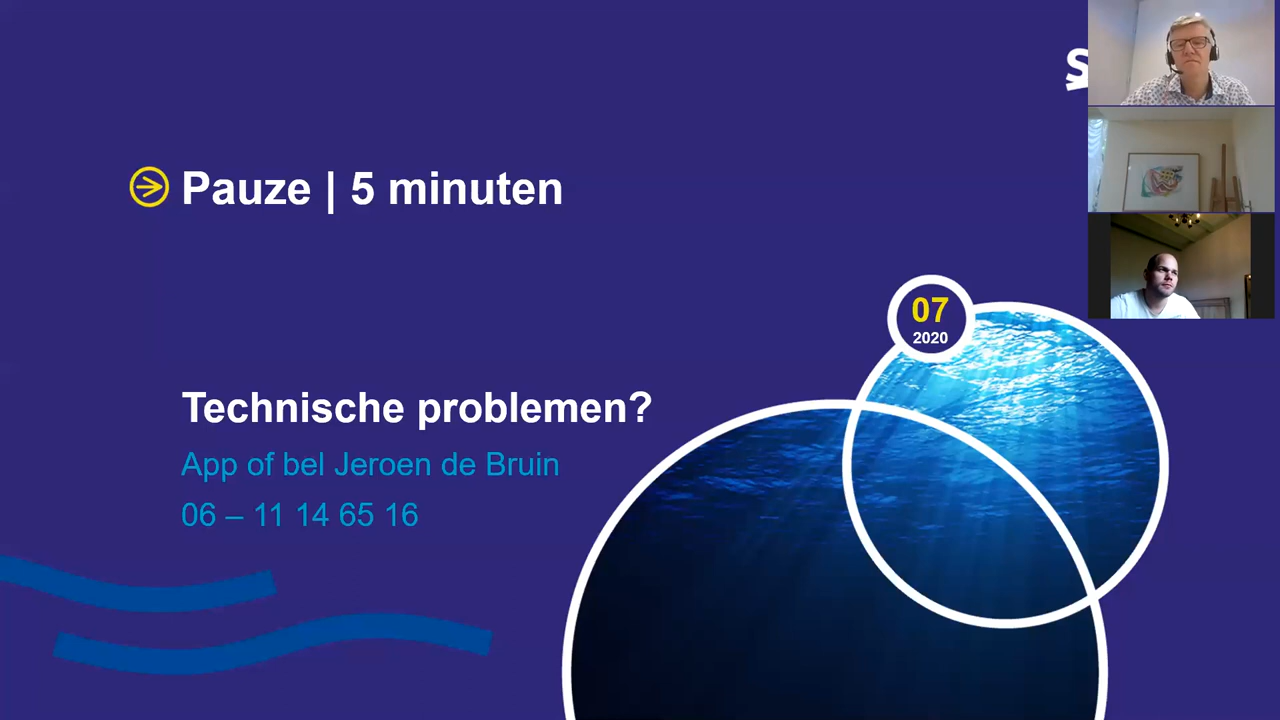 Pauze | 5 minuten
07
2020
Technische problemen?
App of bel Jeroen de Bruin
06 – 11 14 65 16